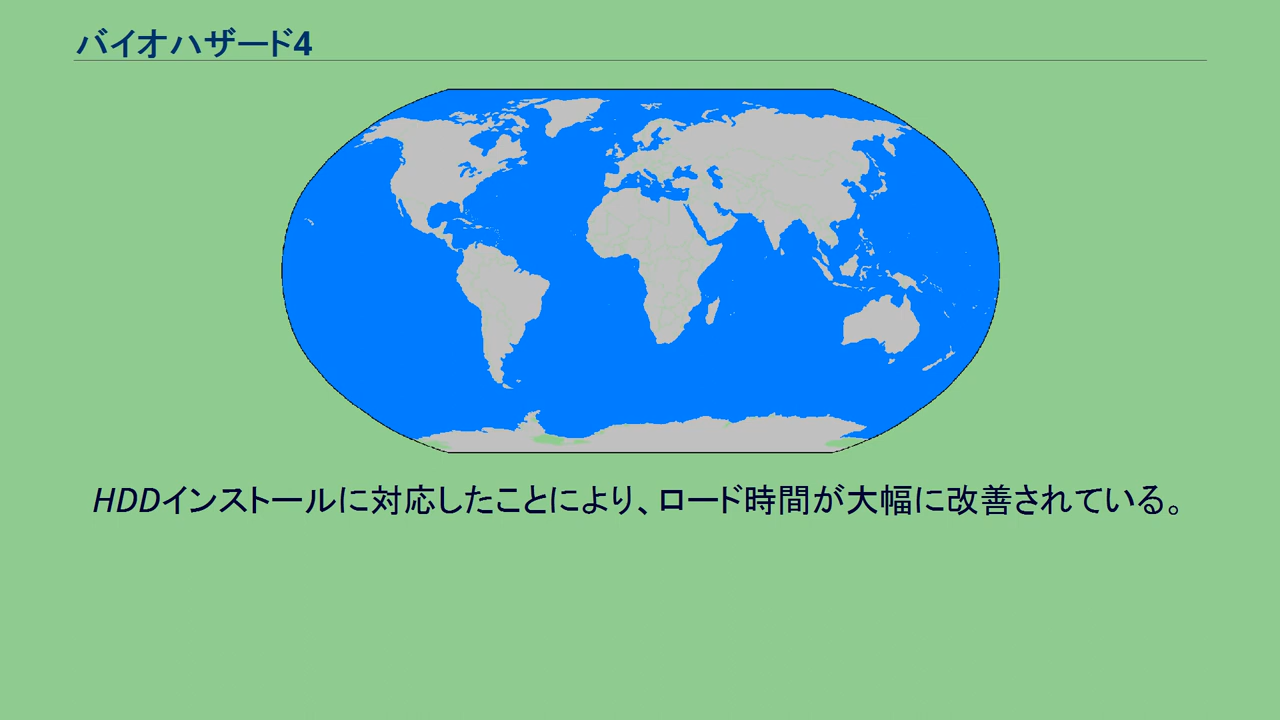 バイオハザード4
HDDインストールに対応したことにより、ロード時間が大幅に改善されている。